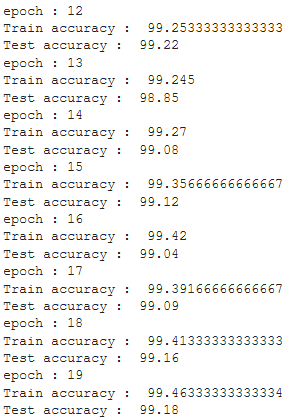 epoch : 12
Train accuracy :  99.25333333333333
Test accuracy :  99.22
epoch : 13
Train accuracy :  99.245
Test accuracy :  98.85
epoch : 14
Train accuracy :  99.27
Test accuracy :  99.08
epoch : 15
Train accuracy :  99.35666666666667
Test accuracy :  99.12
epoch : 16
Train accuracy :  99.42
Test accuracy :  99.04
epoch : 17
Train accuracy :  99.39166666666667
Test accuracy :  99.09
epoch : 18
Train accuracy :  99.41333333333333
Test accuracy :  99.16
epoch : 19
Train accuracy :  99.46333333333334
Test accuracy :  99.18